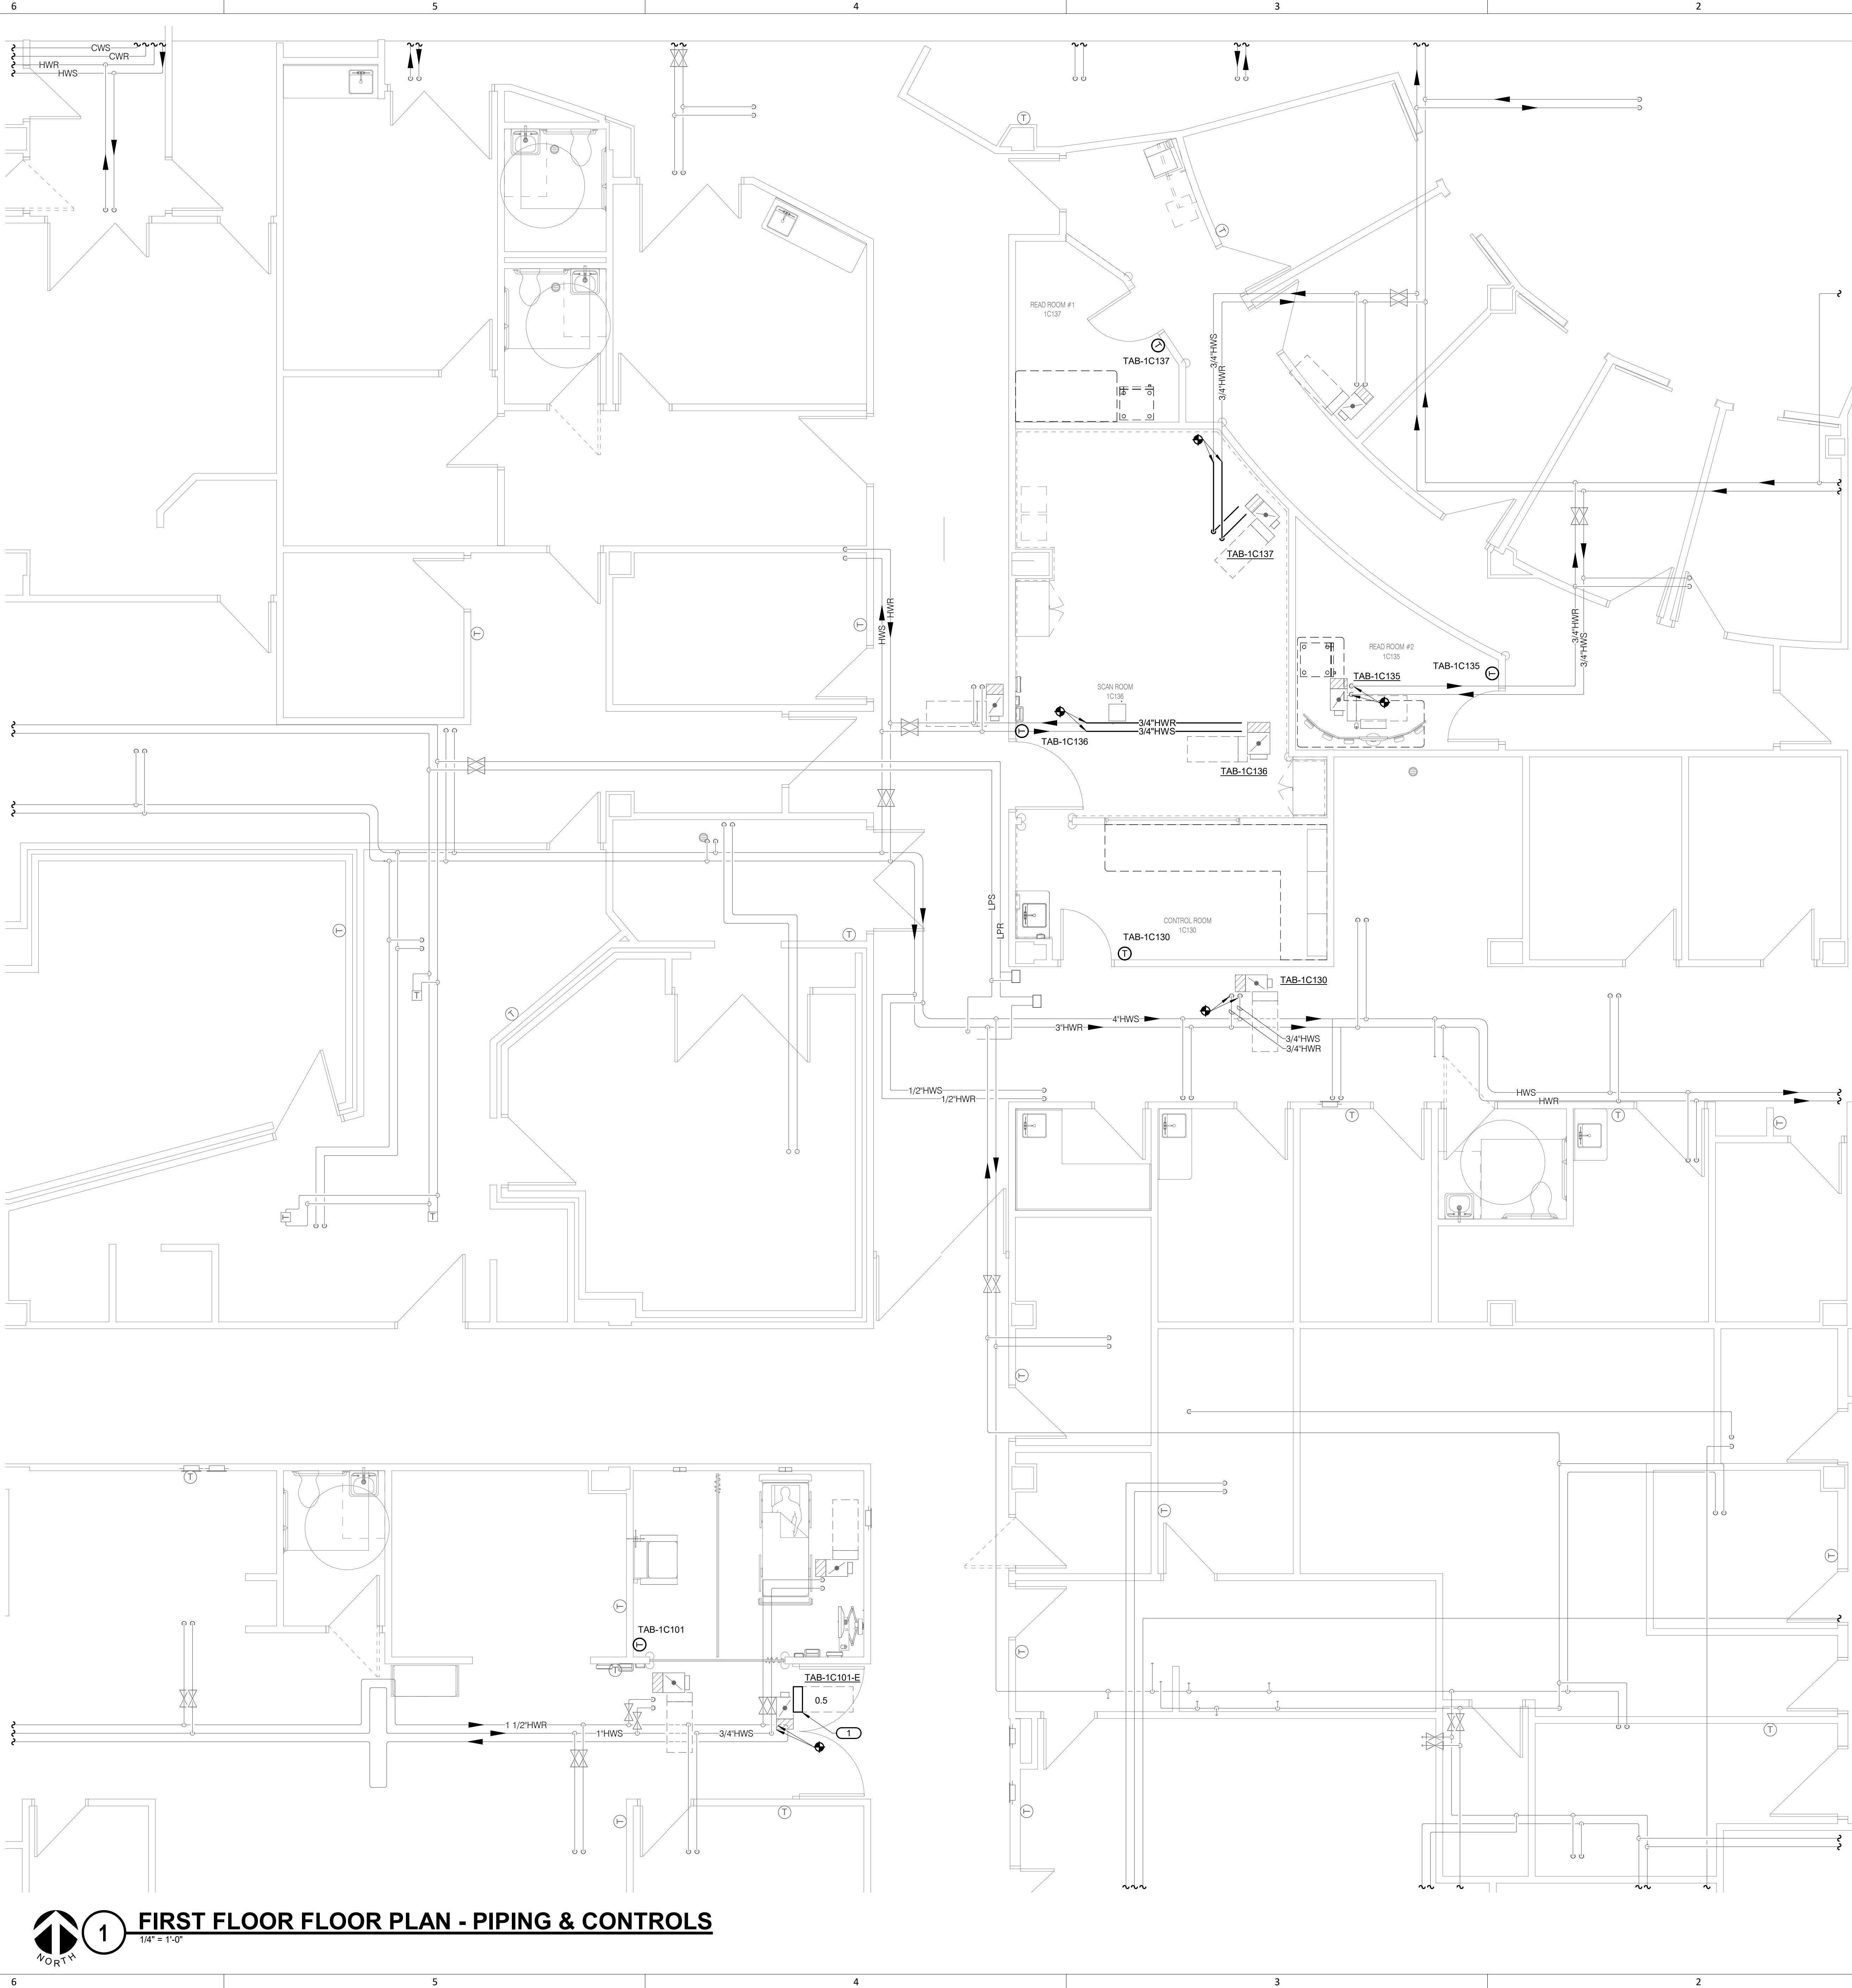 6 5 4 3 2
CWS
CWR
HWR
HWS
T
T
READ ROOM #1
1C137
T
TAB-1C137
3/4"HWS
3/4"HWR
TAB-1C137
T
T
HWS
HWR
3/4"HWR
3/4"HWS
READ ROOM #2
1C135
TAB-1C135
T
TAB-1C135
SCAN ROOM
1C136
T
TAB-1C136
3/4"HWR
3/4"HWS
TAB-1C136
LPS
LPR
T
T
CONTROL ROOM
1C130
TAB-1C130
T
TAB-1C130
T
T
4"HWS
3"HWR
3/4"HWS
3/4"HWR
1/2"HWS
1/2"HWR
HWS
HWR
T
T
T
T
T
T
T
T
T
T
T
TAB-1C101
T
T
T
TAB-1C101-E
0.5
1
1 1/2"HWR
1"HWS
3/4"HWS
T
T
T
T
NORTH
1
FIRST FLOOR FLOOR PLAN - PIPING & CONTROLS
1/4" = 1'-0"
6 5 4 3 2